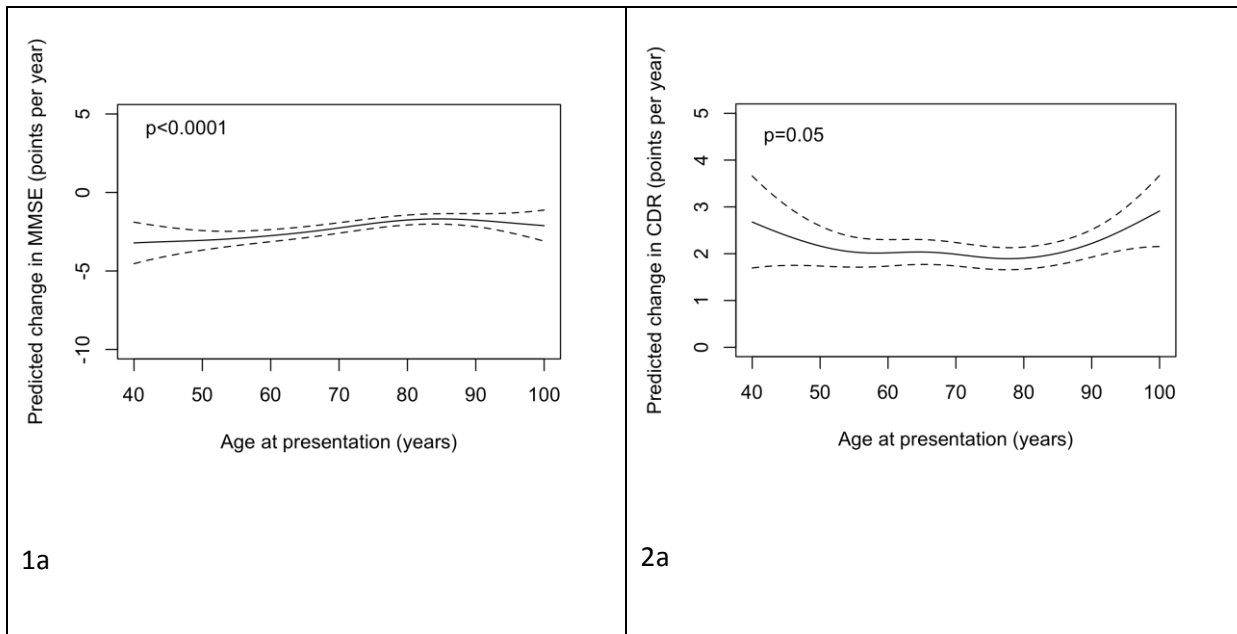 Predicted change in MMSE (points per year)
5
0
-5
-10
p<0.0001
40 50 60 70 80 90 100
Age at presentation (years)
1a
Predicted change in CDR (points per year)
5
4
3
2
1
0
p=0.05
40 50 60 70 80 90 100
Age at presentation (years)
2a